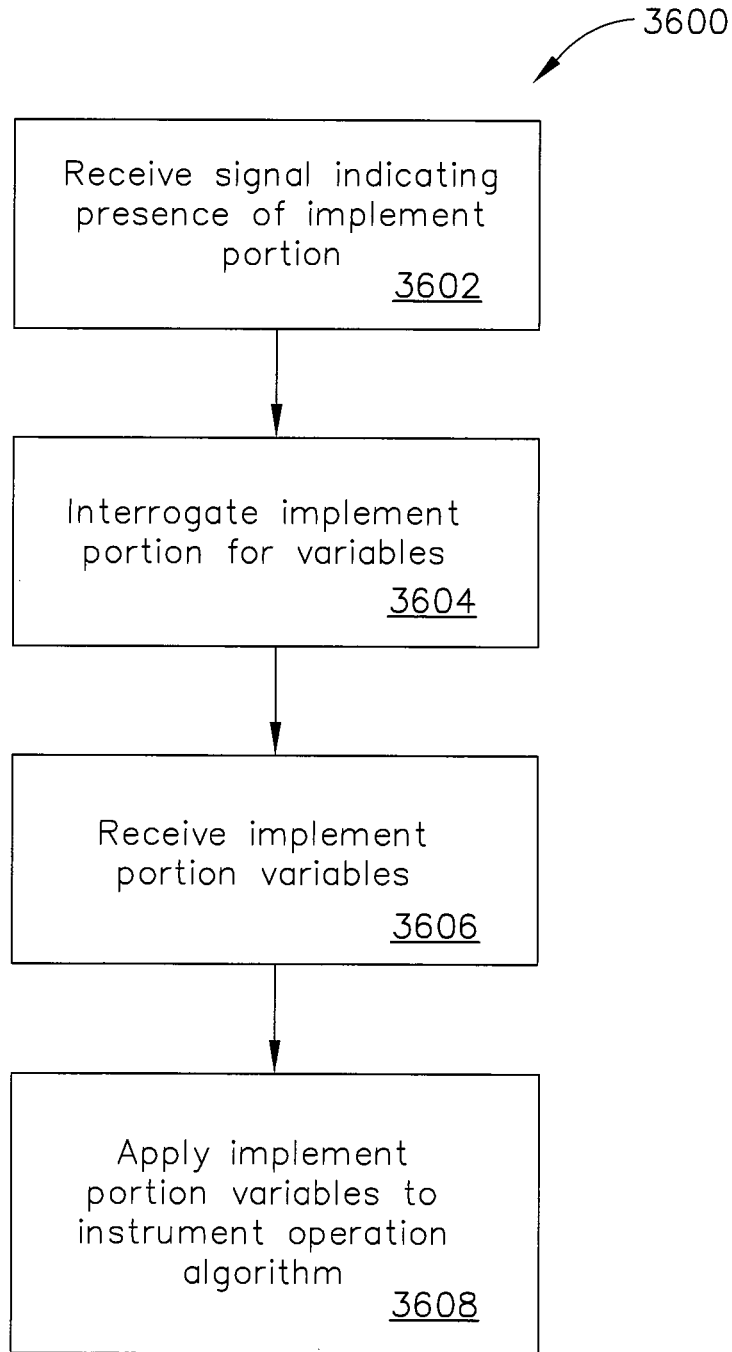 3600
Receive signal indicating
presence of implement
portion
3602
Interrogate implement
portion for variables
3604
Receive implement
portion variables
3606
Apply implement
portion variables to
instrument operation
algorithm
3608